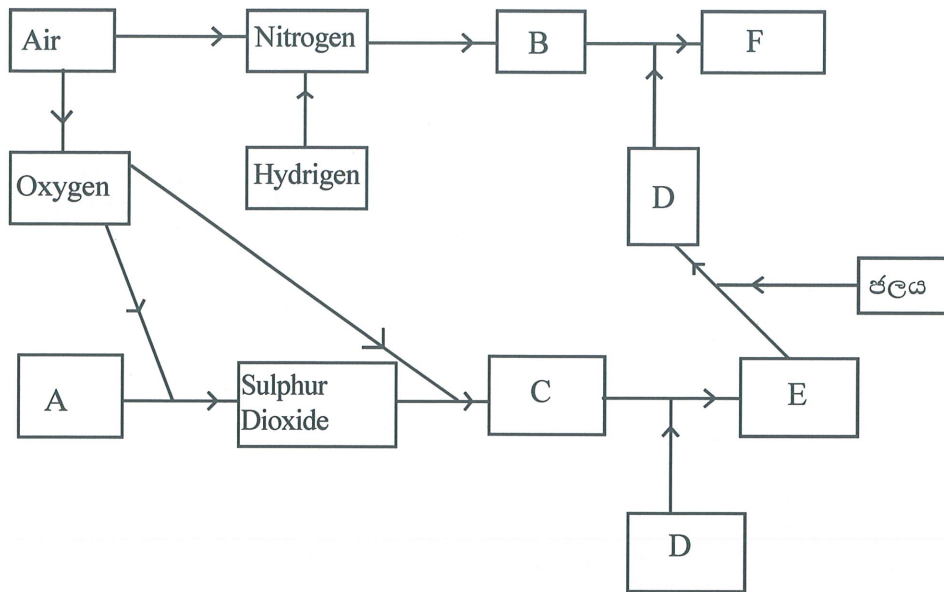 Air
Nitrogen
B
F
Oxygen
Hydrigen
D
ජලය
A
Sulphur
Dioxide
C
E
D